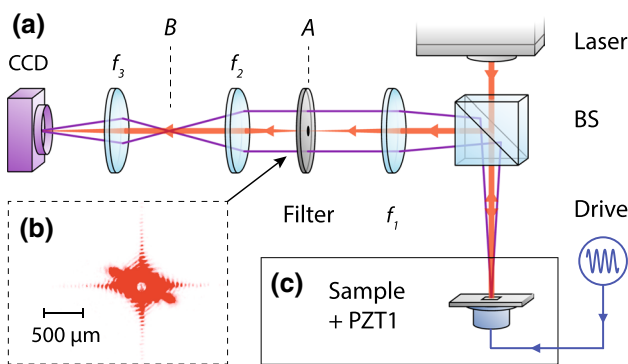 (a)
B
A
Laser
CCD
f3
f2
BS
Filter
f1
Drive
(b)
500 µm
(c)
Sample
+ PZT1